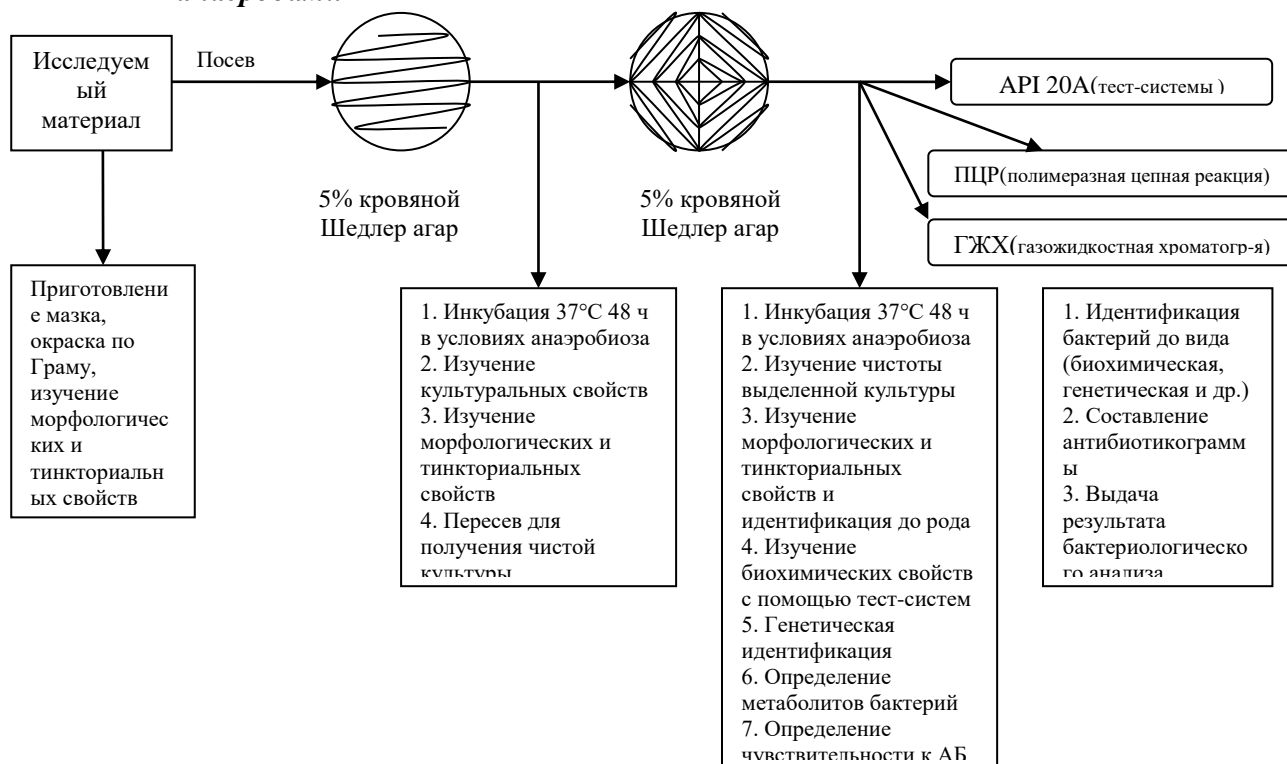 Исследуем
ый
материал
Посев
5% кровяной
Шедлер агар
5% кровяной
Шедлер агар
API 20A(тест-системы )
ПЦР(полимеразная цепная реакция)
ГЖХ(газожидкостная хроматогр-я)
Приготовлени
е мазка,
окраска по
Граму,
изучение
морфологичес
ких и
тинкториальн
ых свойств
1. Инкубация 37°С 48 ч
в условиях анаэробиоза
2. Изучение
культуральных свойств
3. Изучение
морфологических и
тинкториальных
свойств
4. Пересев для
получения чистой
культуры
1. Инкубация 37°С 48 ч
в условиях анаэробиоза
2. Изучение чистоты
выделенной культуры
3. Изучение
морфологических и
тинкториальных
свойств и
идентификация до рода
4. Изучение
биохимических свойств
с помощью тест-систем
5. Генетическая
идентификация
6. Определение
метаболитов бактерий
7. Определение
чувствительности к АБ
1. Идентификация
бактерий до вида
(биохимическая,
генетическая и др.)
2. Составление
антибиотикограмм
ы
3. Выдача
результата
бактериологическо
го анализа